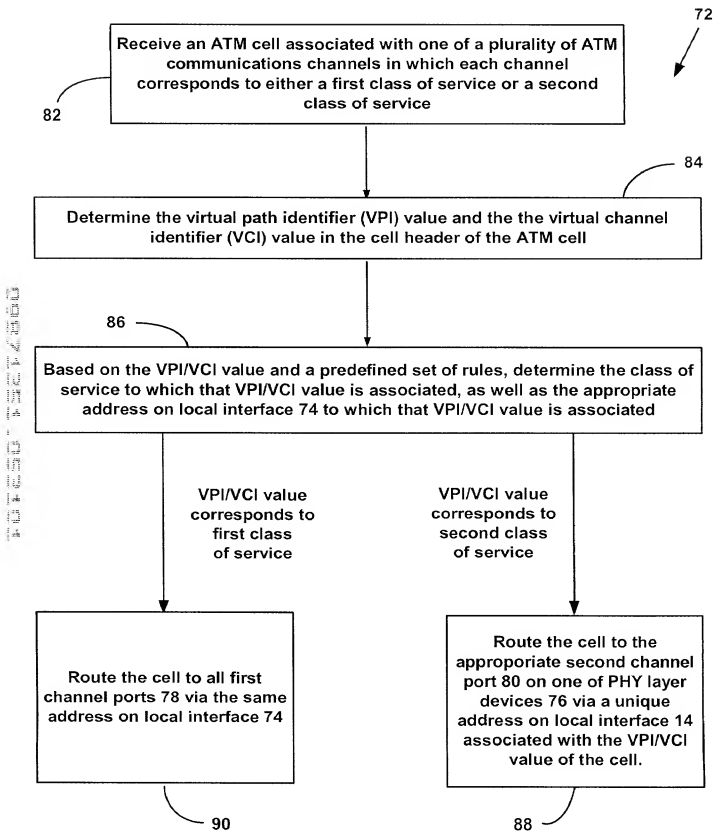 72
Receive an ATM cell associated with one of a plurality of ATM
communications channels in which each channel
corresponds to either a first class of service or a second
class of service
82
84
Determine the virtual path identifier (VPI) value and the the virtual channel
identifier (VCI) value in the cell header of the ATM cell
86
Based on the VPI/VCI value and a predefined set of rules, determine the class of
service to which that VPI/VCI value is associated, as well as the appropriate
address on local interface 74 to which that VPI/VCI value is associated
VPI/VCI value
corresponds to
first class
of service
VPI/VCI value
corresponds to
second class
of service
Route the cell to all first
channel ports 78 via the same
address on local interface 74
90
Route the cell to the
approporiate second channel
port 80 on one of PHY layer
devices 76 via a unique
address on local interface 14
associated with the VPI/VCI
value of the cell.
88